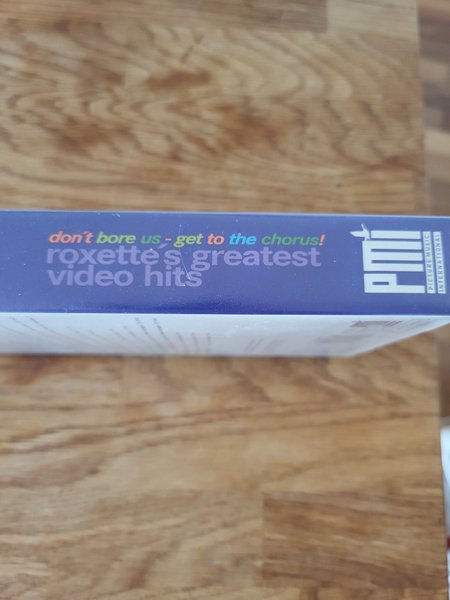 don´t bore us - get to the chorus!
roxette´s greatest
video hits
PMI
PICTURE MUSIC
INTERNATIONAL